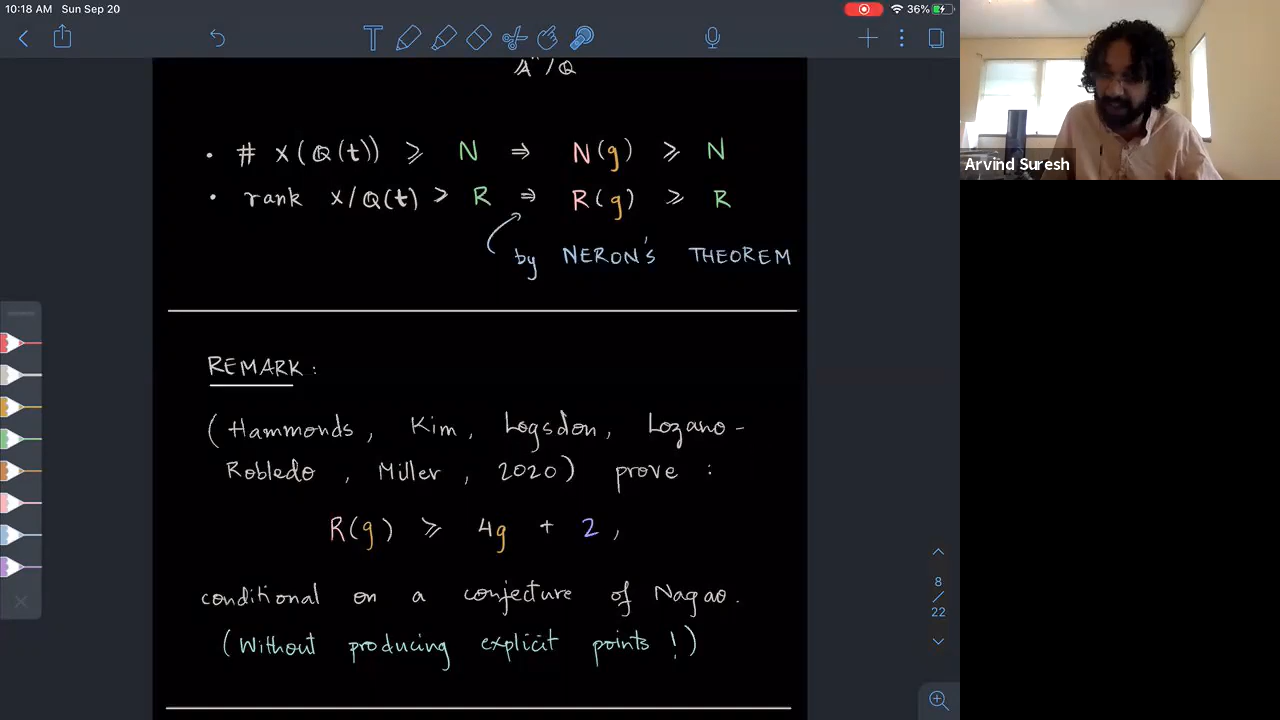 10:18 AM Sun Sep 20
36%
Arvind Suresh
𝔸ⁿ / Q
• # X(Q(t)) ⩾ N ⇒ N(g) ⩾ N
• rank X/Q(t) > R ⇒ R(g) ⩾ R
by NERON'S THEOREM
REMARK :
(Hammonds, Kim, Logsdon, Lozano -
Robledo, Miller, 2020) prove :
R(g) ⩾ 4g + 2,
conditional on a conjecture of Nagao.
(Without producing explicit points !)
8
/
22